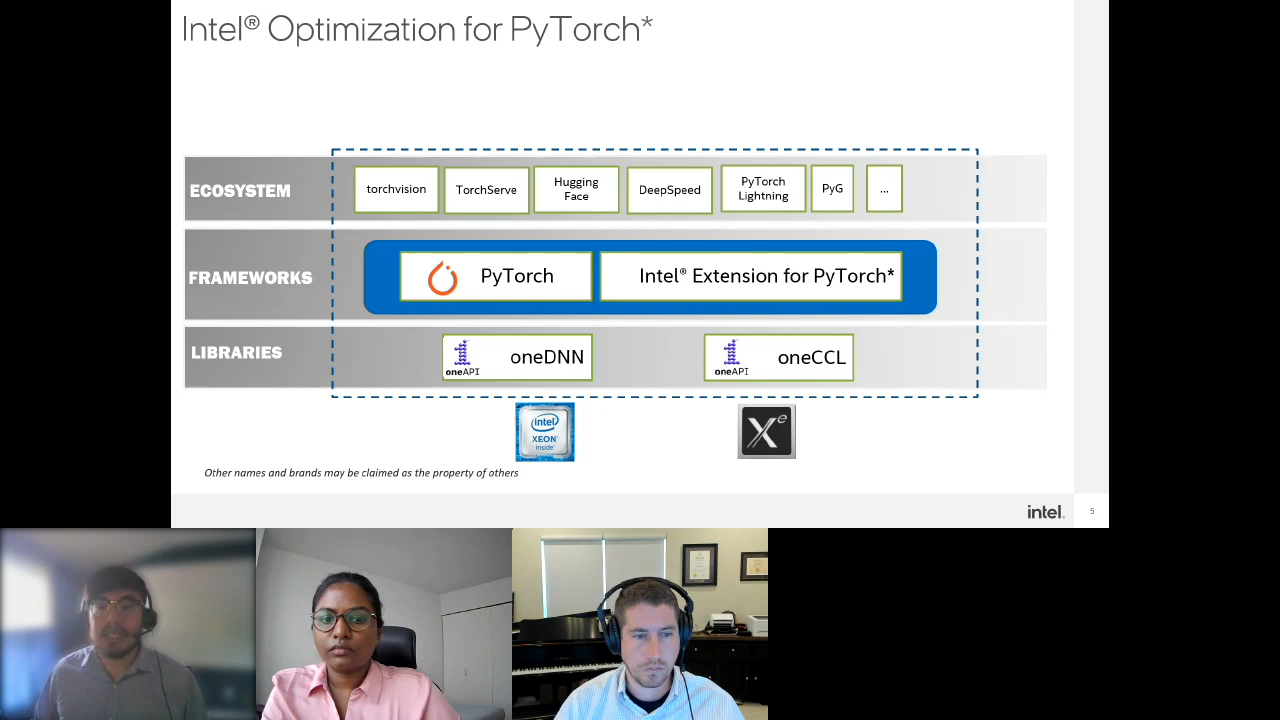 Intel® Optimization for PyTorch*
ECOSYSTEM
torchvision
TorchServe
Hugging
Face
DeepSpeed
PyTorch
Lightning
PyG
...
FRAMEWORKS
PyTorch
Intel® Extension for PyTorch*
LIBRARIES
oneAPI
oneDNN
oneAPI
oneCCL
intel
XEON
inside
Xe
Other names and brands may be claimed as the property of others
intel.
5